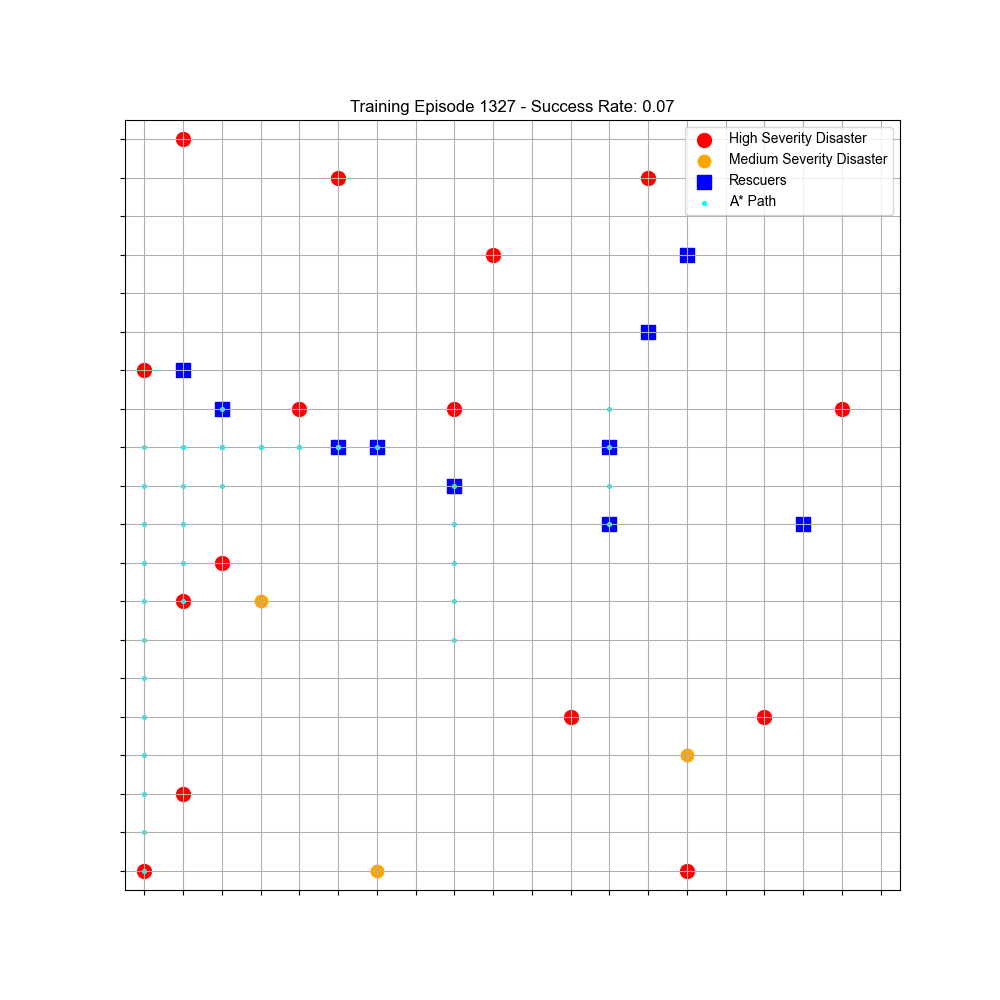 Training Episode 1327 - Success Rate: 0.07
High Severity Disaster
Medium Severity Disaster
Rescuers
A* Path